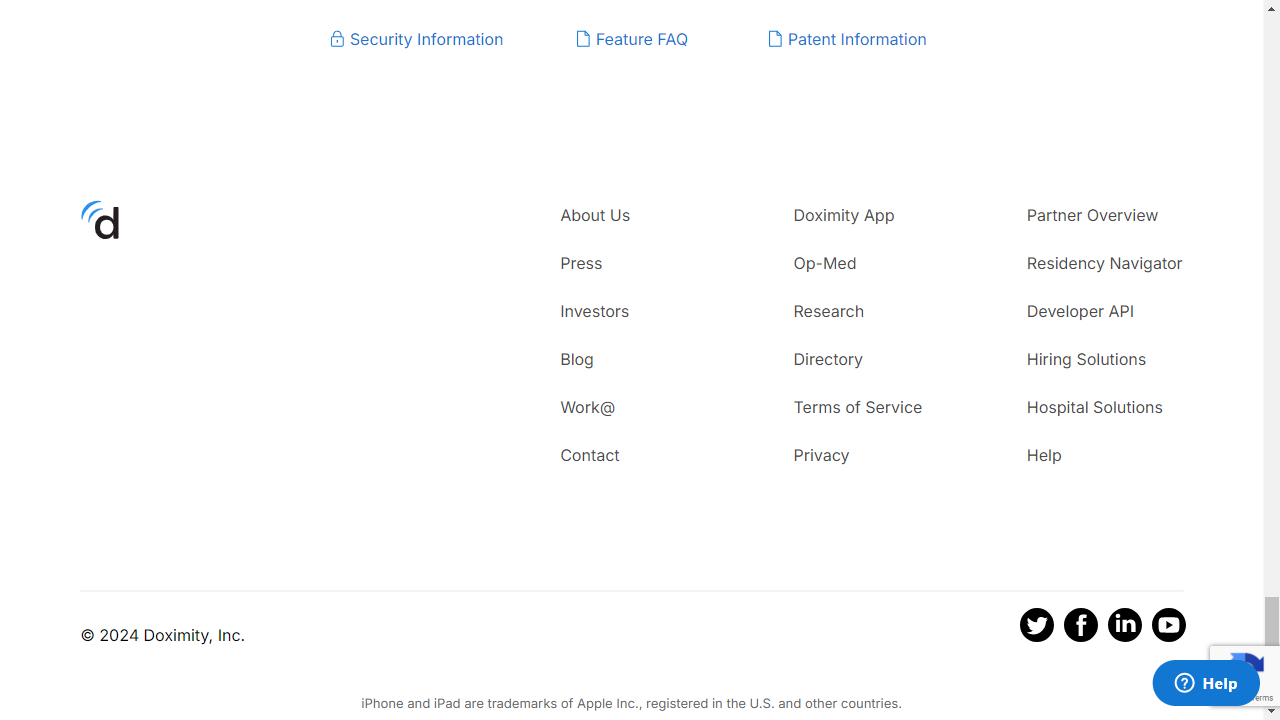 Security Information Feature FAQ Patent Information
d
About Us Doximity App Partner Overview
Press Op-Med Residency Navigator
Investors Research Developer API
Blog Directory Hiring Solutions
Work@ Terms of Service Hospital Solutions
Contact Privacy Help
© 2024 Doximity, Inc.
Help
Terms
iPhone and iPad are trademarks of Apple Inc., registered in the U.S. and other countries.